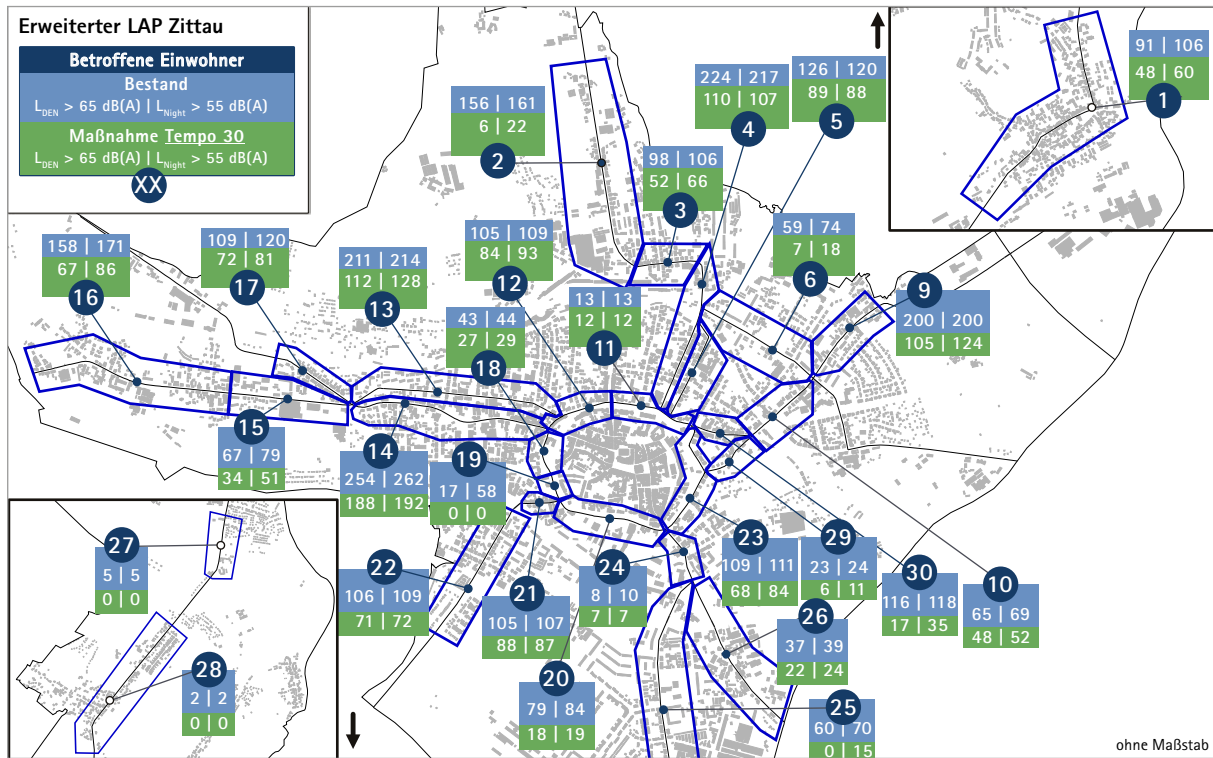 Erweiterter LAP Zittau
Betroffene Einwohner
Bestand
L_DEN > 65 dB(A) | L_Night > 55 dB(A)
Maßnahme Tempo 30
L_DEN > 65 dB(A) | L_Night > 55 dB(A)
XX
91 | 106
48 | 60
1
156 | 161
6 | 22
2
98 | 106
52 | 66
3
224 | 217
110 | 107
4
126 | 120
89 | 88
5
59 | 74
7 | 18
6
9
200 | 200
105 | 124
158 | 171
67 | 86
16
109 | 120
72 | 81
17
211 | 214
112 | 128
13
105 | 109
84 | 93
12
43 | 44
27 | 29
18
13 | 13
12 | 12
11
15
67 | 79
34 | 51
14
254 | 262
188 | 192
19
17 | 58
0 | 0
22
106 | 109
71 | 72
21
105 | 107
88 | 87
20
79 | 84
18 | 19
24
8 | 10
7 | 7
23
109 | 111
68 | 84
29
23 | 24
6 | 11
30
116 | 118
17 | 35
10
65 | 69
48 | 52
26
37 | 39
22 | 24
25
60 | 70
0 | 15
27
5 | 5
0 | 0
28
2 | 2
0 | 0
ohne Maßstab